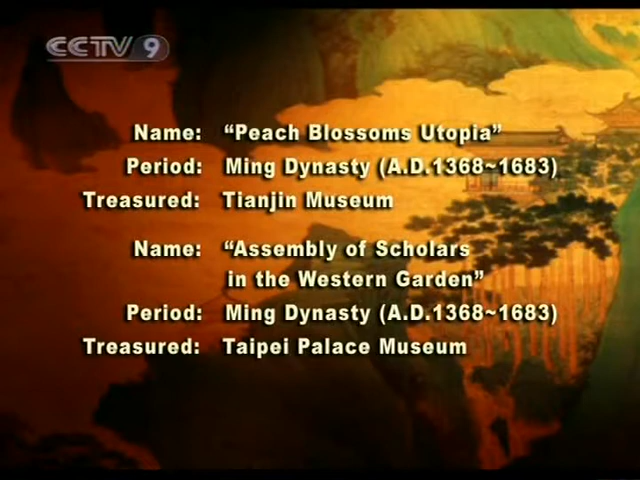 CCTV 9
Name: “Peach Blossoms Utopia”
Period: Ming Dynasty (A.D.1368~1683)
Treasured: Tianjin Museum
Name: “Assembly of Scholars
in the Western Garden”
Period: Ming Dynasty (A.D.1368~1683)
Treasured: Taipei Palace Museum